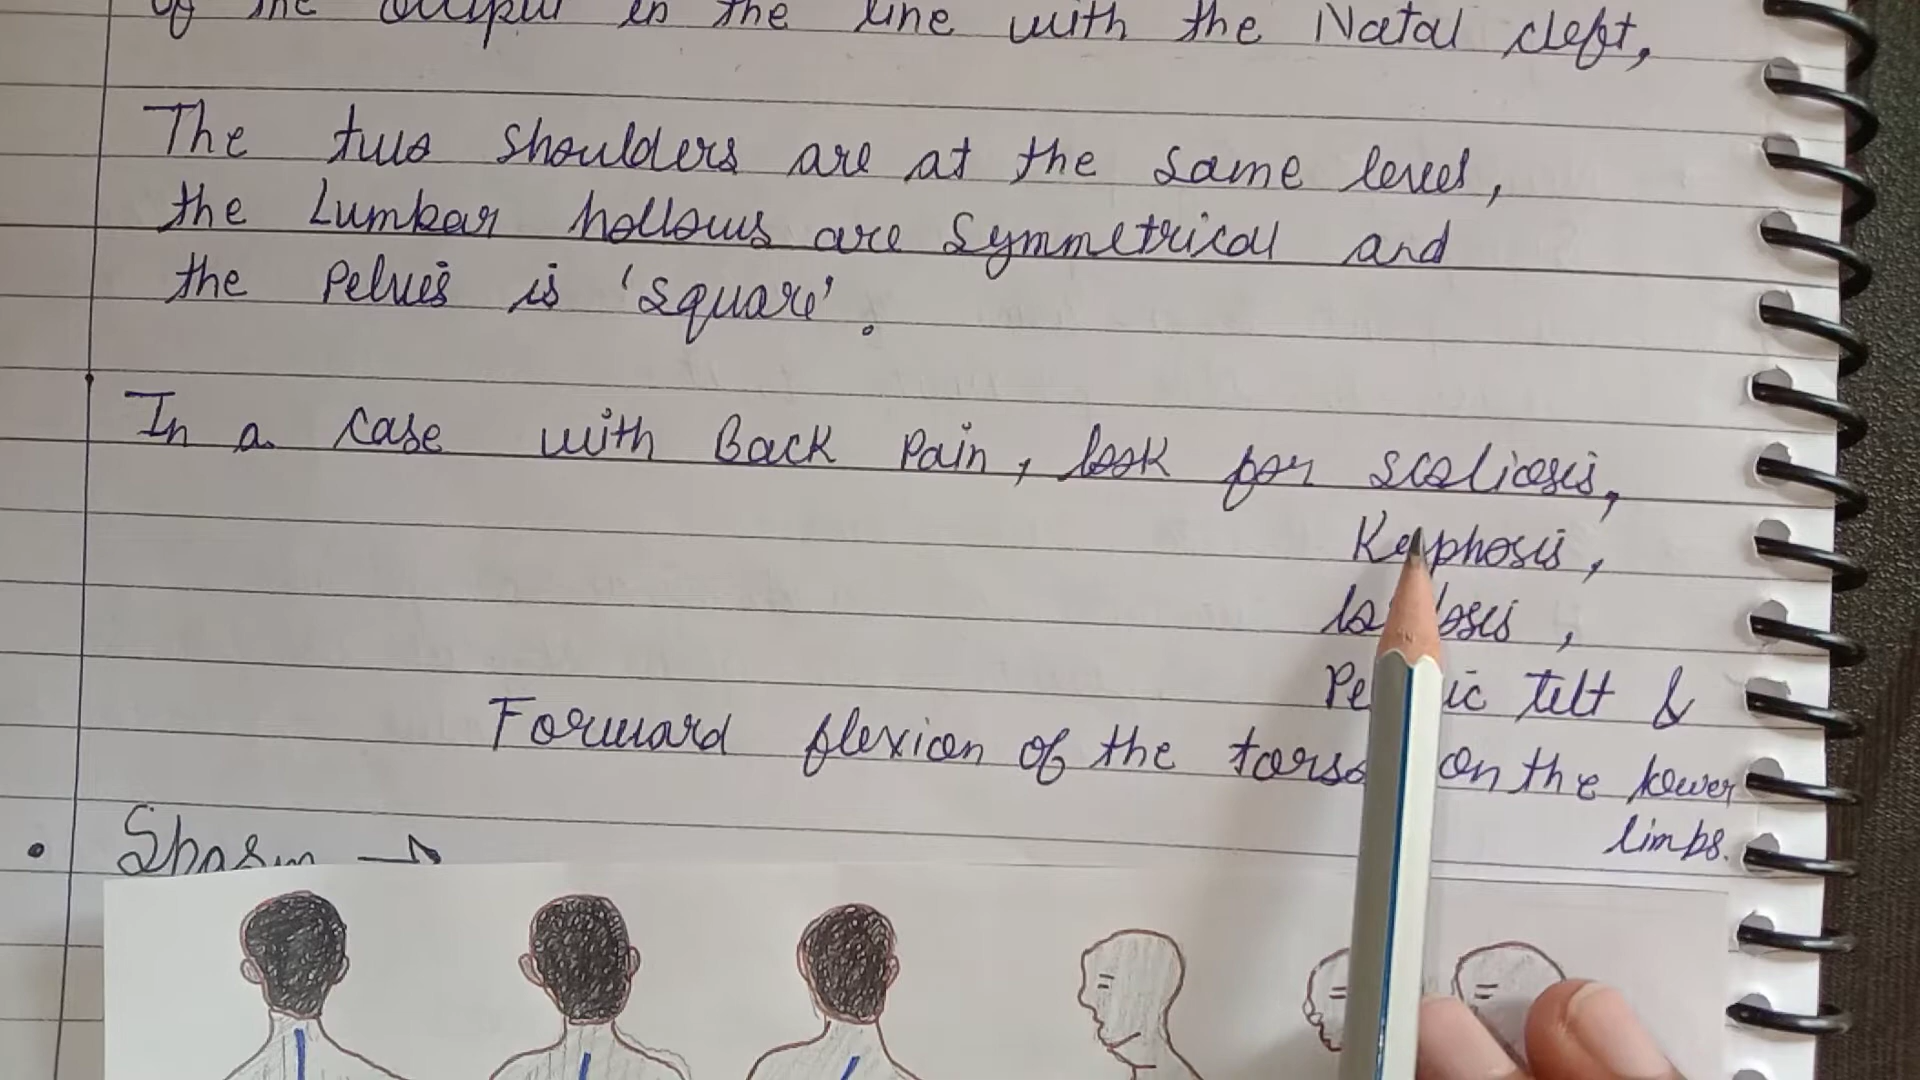 of the occiput in the line with the Natal cleft,
The two shoulders are at the same level,
the Lumbar hollows are Symmetrical and
the Pelvis is 'square'.
In a case with Back Pain, look for scoliosis,
Kyphosis,
Pelvic tilt &
Forward flexion of the torso on the lower
limbs.
Spasm →